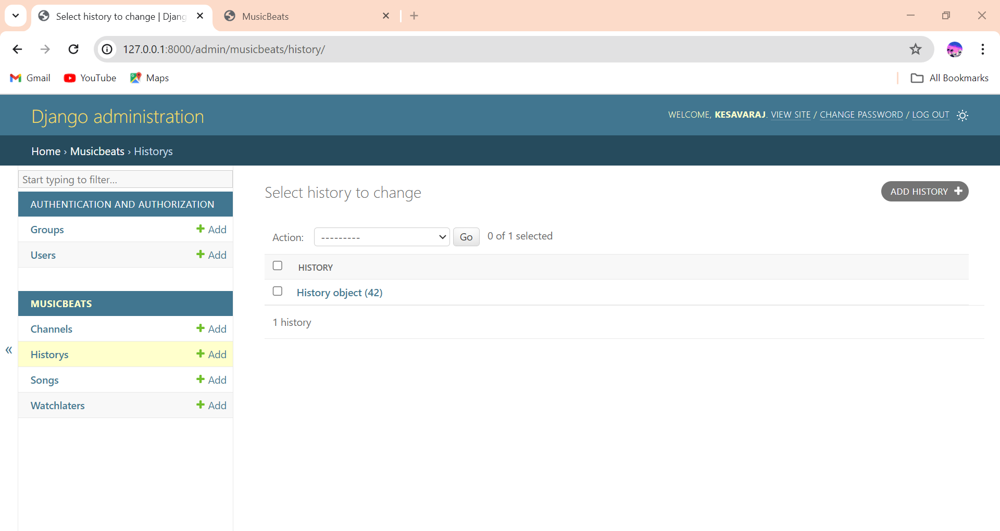 Select history to change | Djang
MusicBeats
127.0.0.1:8000/admin/musicbeats/history/
Gmail YouTube Maps All Bookmarks
Django administration
WELCOME, KESAVARAJ. VIEW SITE / CHANGE PASSWORD / LOG OUT
Home › Musicbeats › Historys
Start typing to filter...
AUTHENTICATION AND AUTHORIZATION
Groups + Add
Users + Add
MUSICBEATS
Channels + Add
Historys + Add
Songs + Add
Watchlaters + Add
«
Select history to change
ADD HISTORY +
Action: --------- Go 0 of 1 selected
HISTORY
History object (42)
1 history